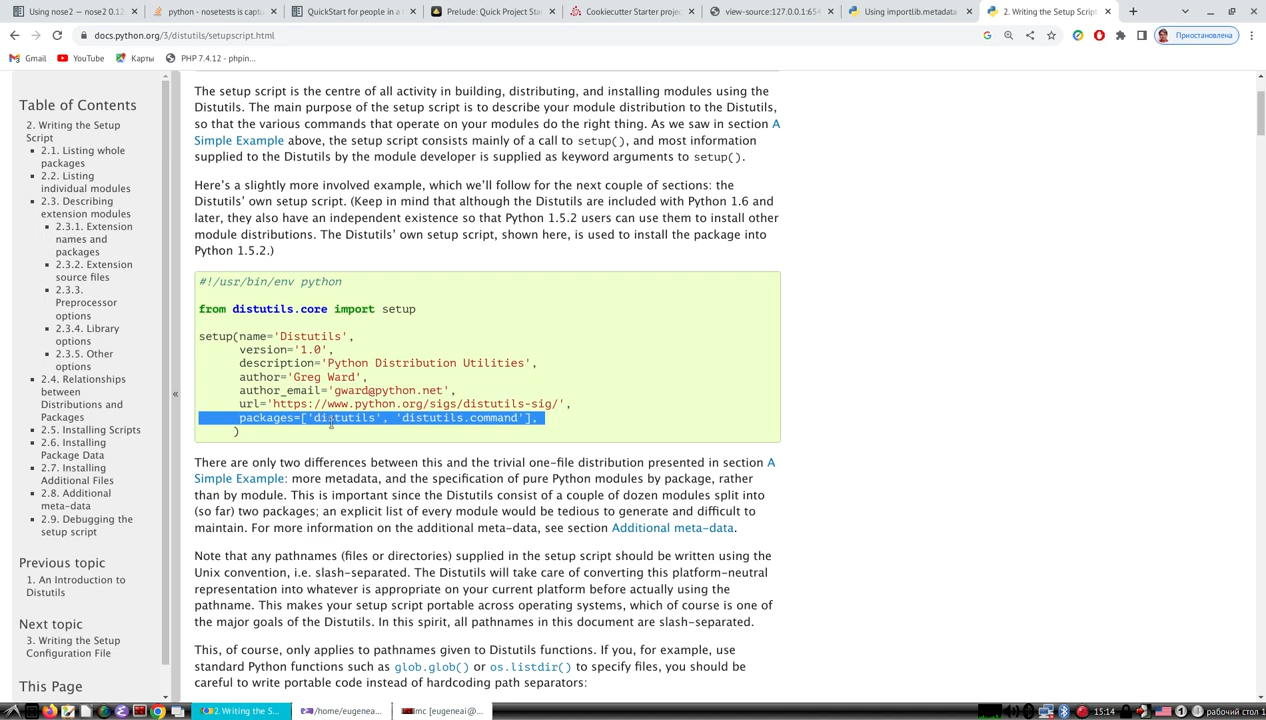 Using nose2 — nose2 0.12
python - nosetests is captu
QuickStart for people in a h
Prelude: Quick Project Star
Cookiecutter Starter projec
view-source:127.0.0.1:654
Using importlib.metadata
2. Writing the Setup Script
docs.python.org/3/distutils/setupscript.html
Приостановлена
Gmail
YouTube
Карты
PHP 7.4.12 - phpin...
Table of Contents
2. Writing the Setup
Script
2.1. Listing whole
packages
2.2. Listing
individual modules
2.3. Describing
extension modules
2.3.1. Extension
names and
packages
2.3.2. Extension
source files
2.3.3.
Preprocessor
options
2.3.4. Library
options
2.3.5. Other
options
2.4. Relationships
between
Distributions and
Packages
2.5. Installing Scripts
2.6. Installing
Package Data
2.7. Installing
Additional Files
2.8. Additional
meta-data
2.9. Debugging the
setup script
Previous topic
1. An Introduction to
Distutils
Next topic
3. Writing the Setup
Configuration File
This Page
«
The setup script is the centre of all activity in building, distributing, and installing modules using the
Distutils. The main purpose of the setup script is to describe your module distribution to the Distutils,
so that the various commands that operate on your modules do the right thing. As we saw in section A
Simple Example above, the setup script consists mainly of a call to setup(), and most information
supplied to the Distutils by the module developer is supplied as keyword arguments to setup().
Here's a slightly more involved example, which we'll follow for the next couple of sections: the
Distutils' own setup script. (Keep in mind that although the Distutils are included with Python 1.6 and
later, they also have an independent existence so that Python 1.5.2 users can use them to install other
module distributions. The Distutils' own setup script, shown here, is used to install the package into
Python 1.5.2.)
#!/usr/bin/env python
from distutils.core import setup
setup(name='Distutils',
version='1.0',
description='Python Distribution Utilities',
author='Greg Ward',
author_email='gward@python.net',
url='https://www.python.org/sigs/distutils-sig/',
packages=['distutils', 'distutils.command'],
)
There are only two differences between this and the trivial one-file distribution presented in section A
Simple Example: more metadata, and the specification of pure Python modules by package, rather
than by module. This is important since the Distutils consist of a couple of dozen modules split into
(so far) two packages; an explicit list of every module would be tedious to generate and difficult to
maintain. For more information on the additional meta-data, see section Additional meta-data.
Note that any pathnames (files or directories) supplied in the setup script should be written using the
Unix convention, i.e. slash-separated. The Distutils will take care of converting this platform-neutral
representation into whatever is appropriate on your current platform before actually using the
pathname. This makes your setup script portable across operating systems, which of course is one of
the major goals of the Distutils. In this spirit, all pathnames in this document are slash-separated.
This, of course, only applies to pathnames given to Distutils functions. If you, for example, use
standard Python functions such as glob.glob() or os.listdir() to specify files, you should be
careful to write portable code instead of hardcoding path separators:
2. Writing the S...
/home/eugenea...
mc [eugeneai@...
15:14
рабочий стол 1